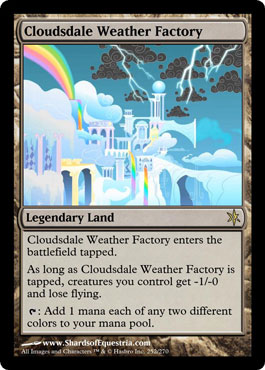 Cloudsdale Weather Factory
Legendary Land
Cloudsdale Weather Factory enters the
battlefield tapped.
As long as Cloudsdale Weather Factory is
tapped, creatures you control get -1/-0
and lose flying.
: Add 1 mana each of any two different
colors to your mana pool.
www.ShardsofEquestria.com
All Images and Characters ™ & © Hasbro Inc. 252/270